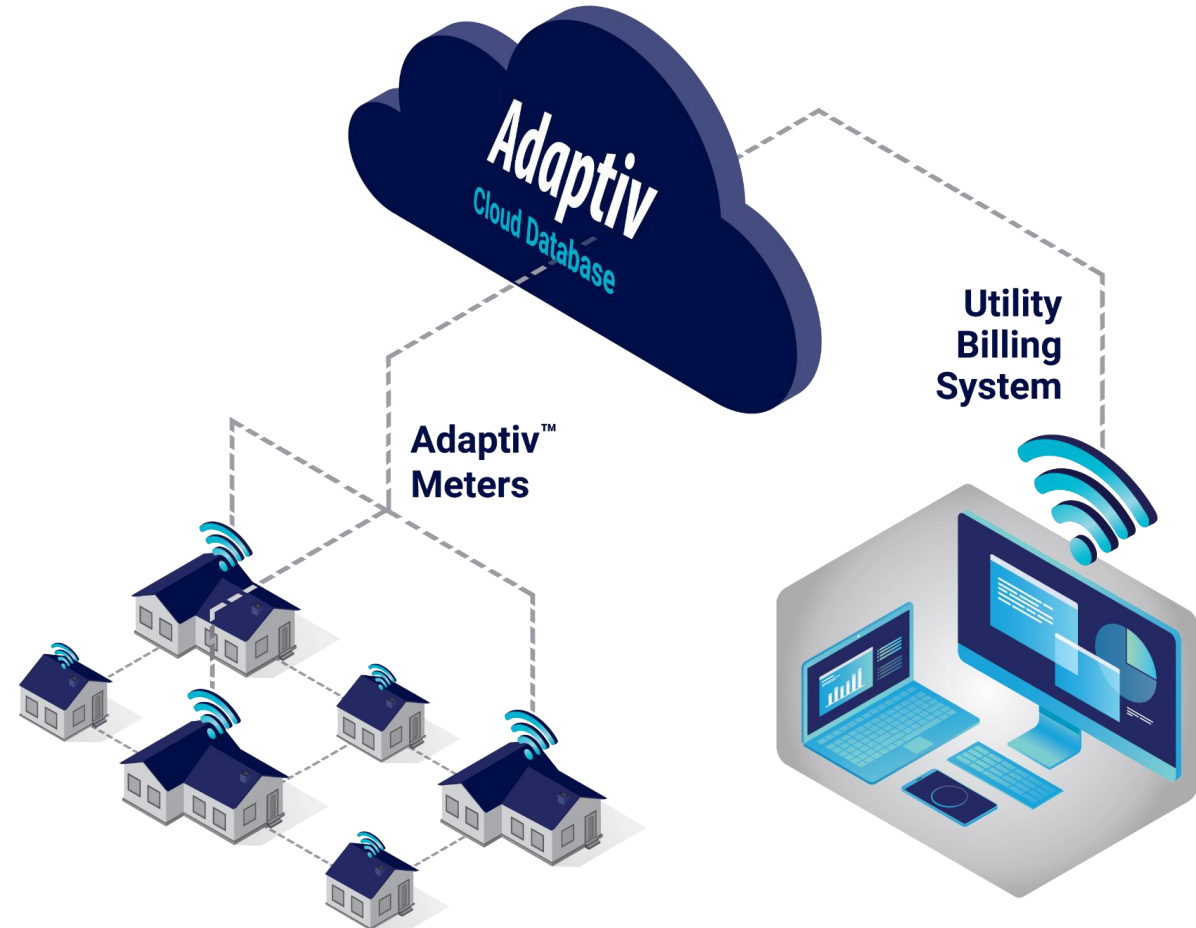 Adaptiv
Cloud Database
Utility
Billing
System
Adaptiv™
Meters